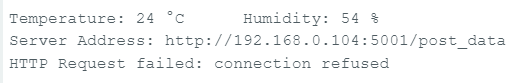 Temperature: 24 °C      Humidity: 54 %
Server Address: http://192.168.0.104:5001/post_data
HTTP Request failed: connection refused